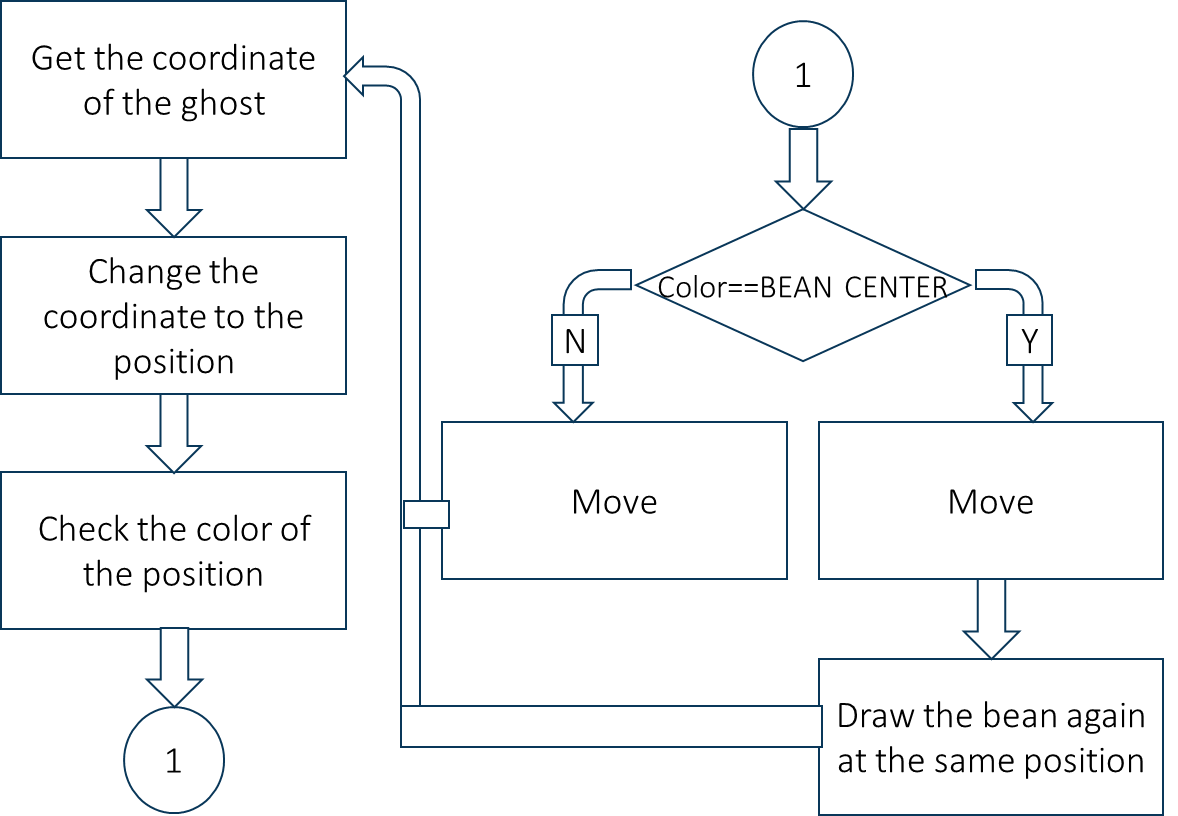 Get the coordinate
of the ghost
Change the
coordinate to the
position
Check the color of
the position
1
1
Color==BEAN CENTER
N
Y
Move
Move
Draw the bean again
at the same position